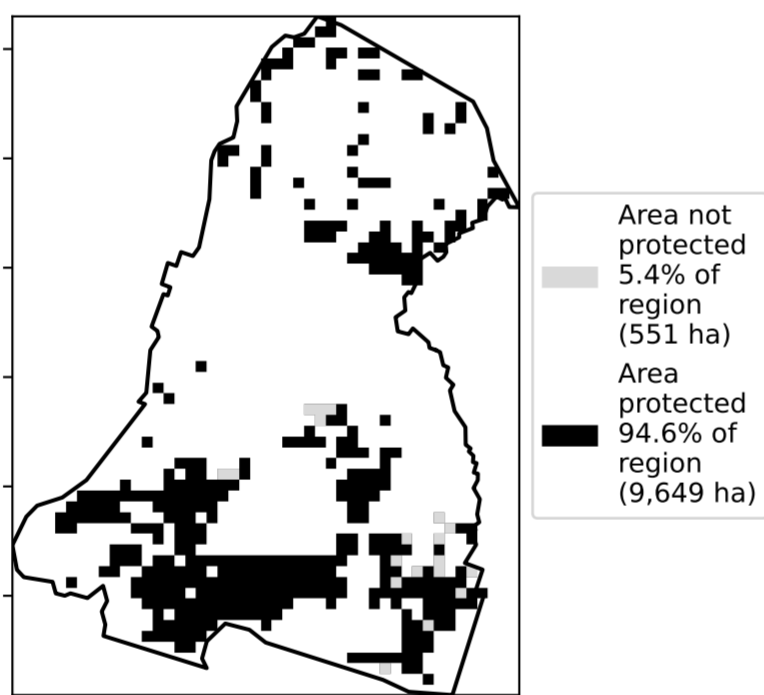 Area not
protected
5.4% of
region
(551 ha)
Area
protected
94.6% of
region
(9,649 ha)